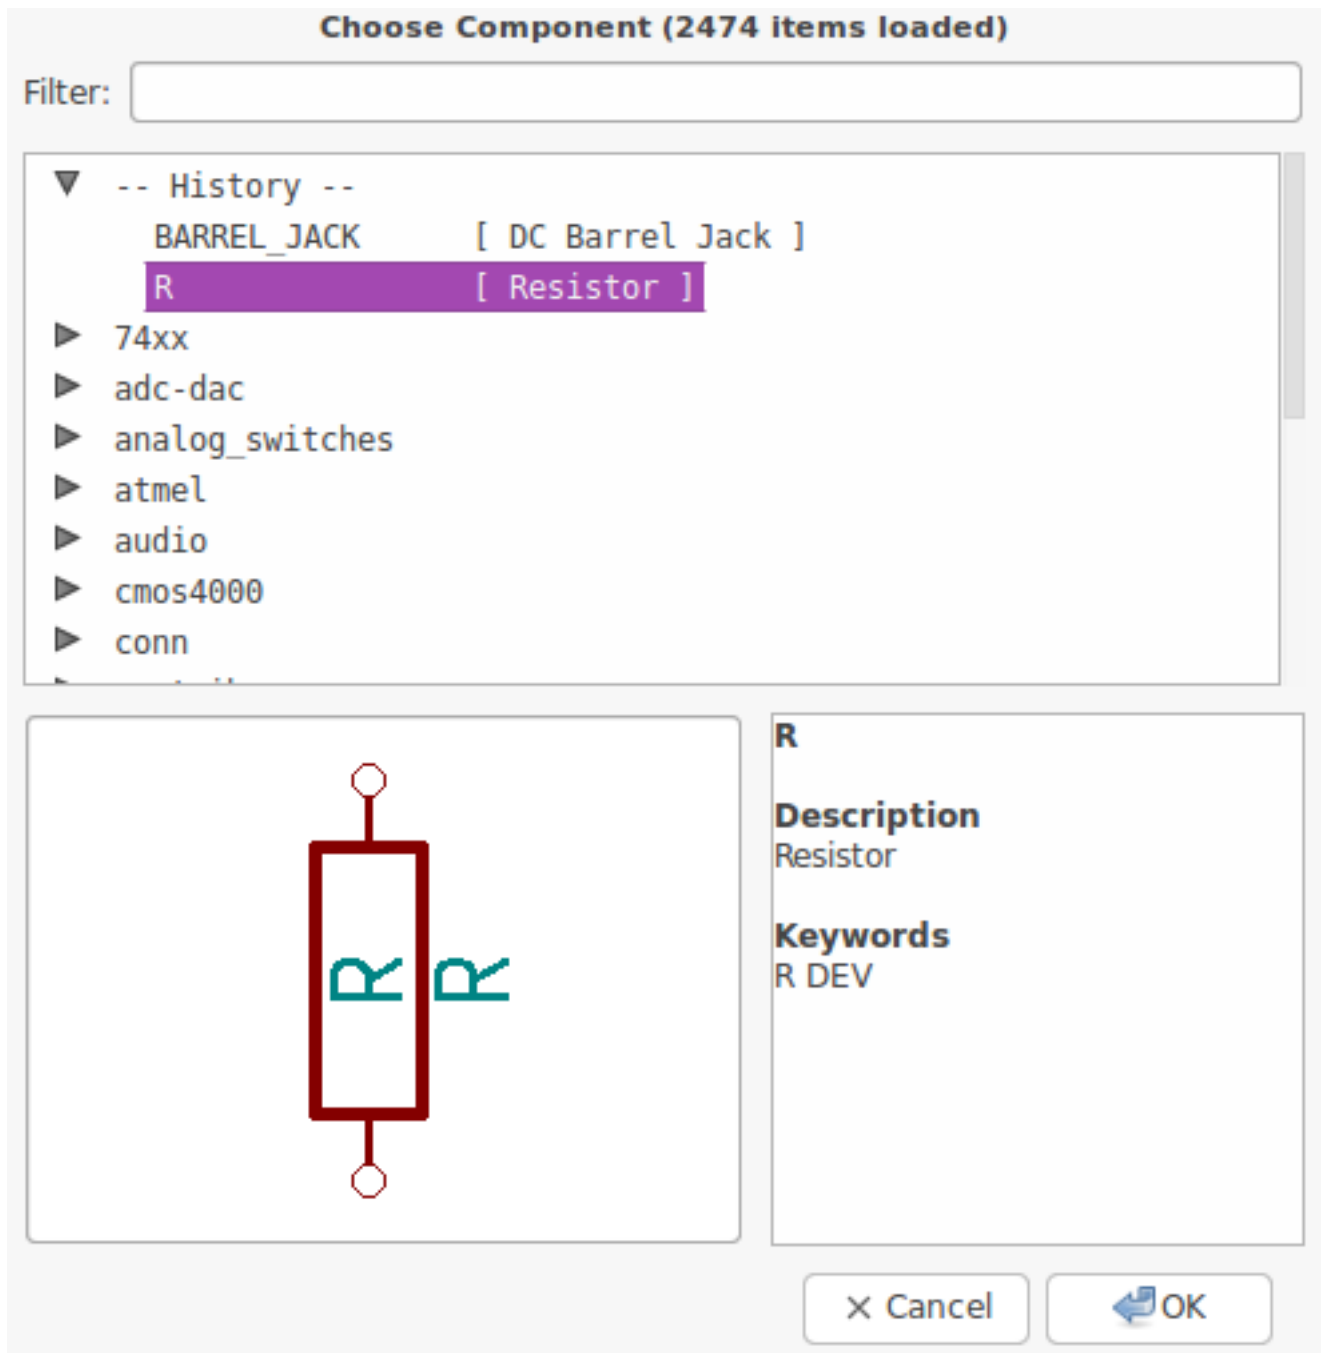 Choose Component (2474 items loaded)
Filter:
-- History --
BARREL_JACK [ DC Barrel Jack ]
R [ Resistor ]
74xx
adc-dac
analog_switches
atmel
audio
cmos4000
conn
R R
R
Description
Resistor
Keywords
R DEV
Cancel OK